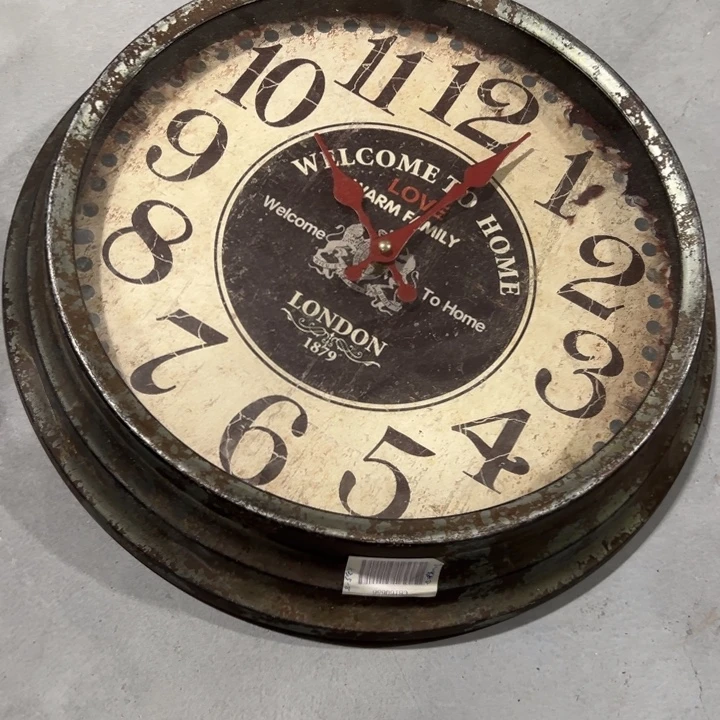 10 11 12
9 1
8 2
7 3
6 5 4
WELCOME TO HOME
LOVE
WARM FAMILY
Welcome
To Home
LONDON
1879